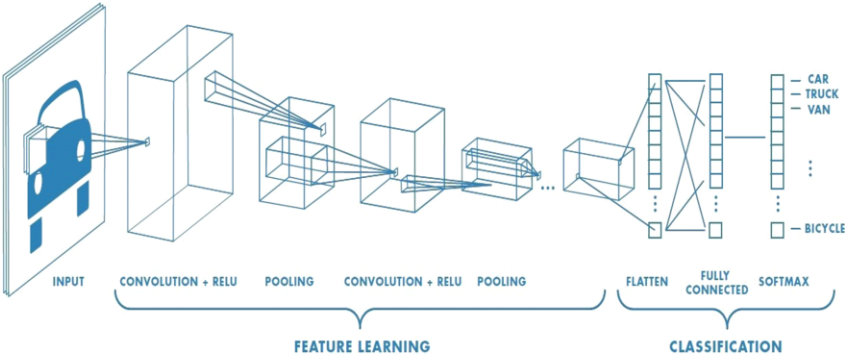 CAR
TRUCK
VAN
BICYCLE
INPUT
CONVOLUTION + RELU
POOLING
CONVOLUTION + RELU
POOLING
FLATTEN
FULLY
CONNECTED
SOFTMAX
FEATURE LEARNING
CLASSIFICATION